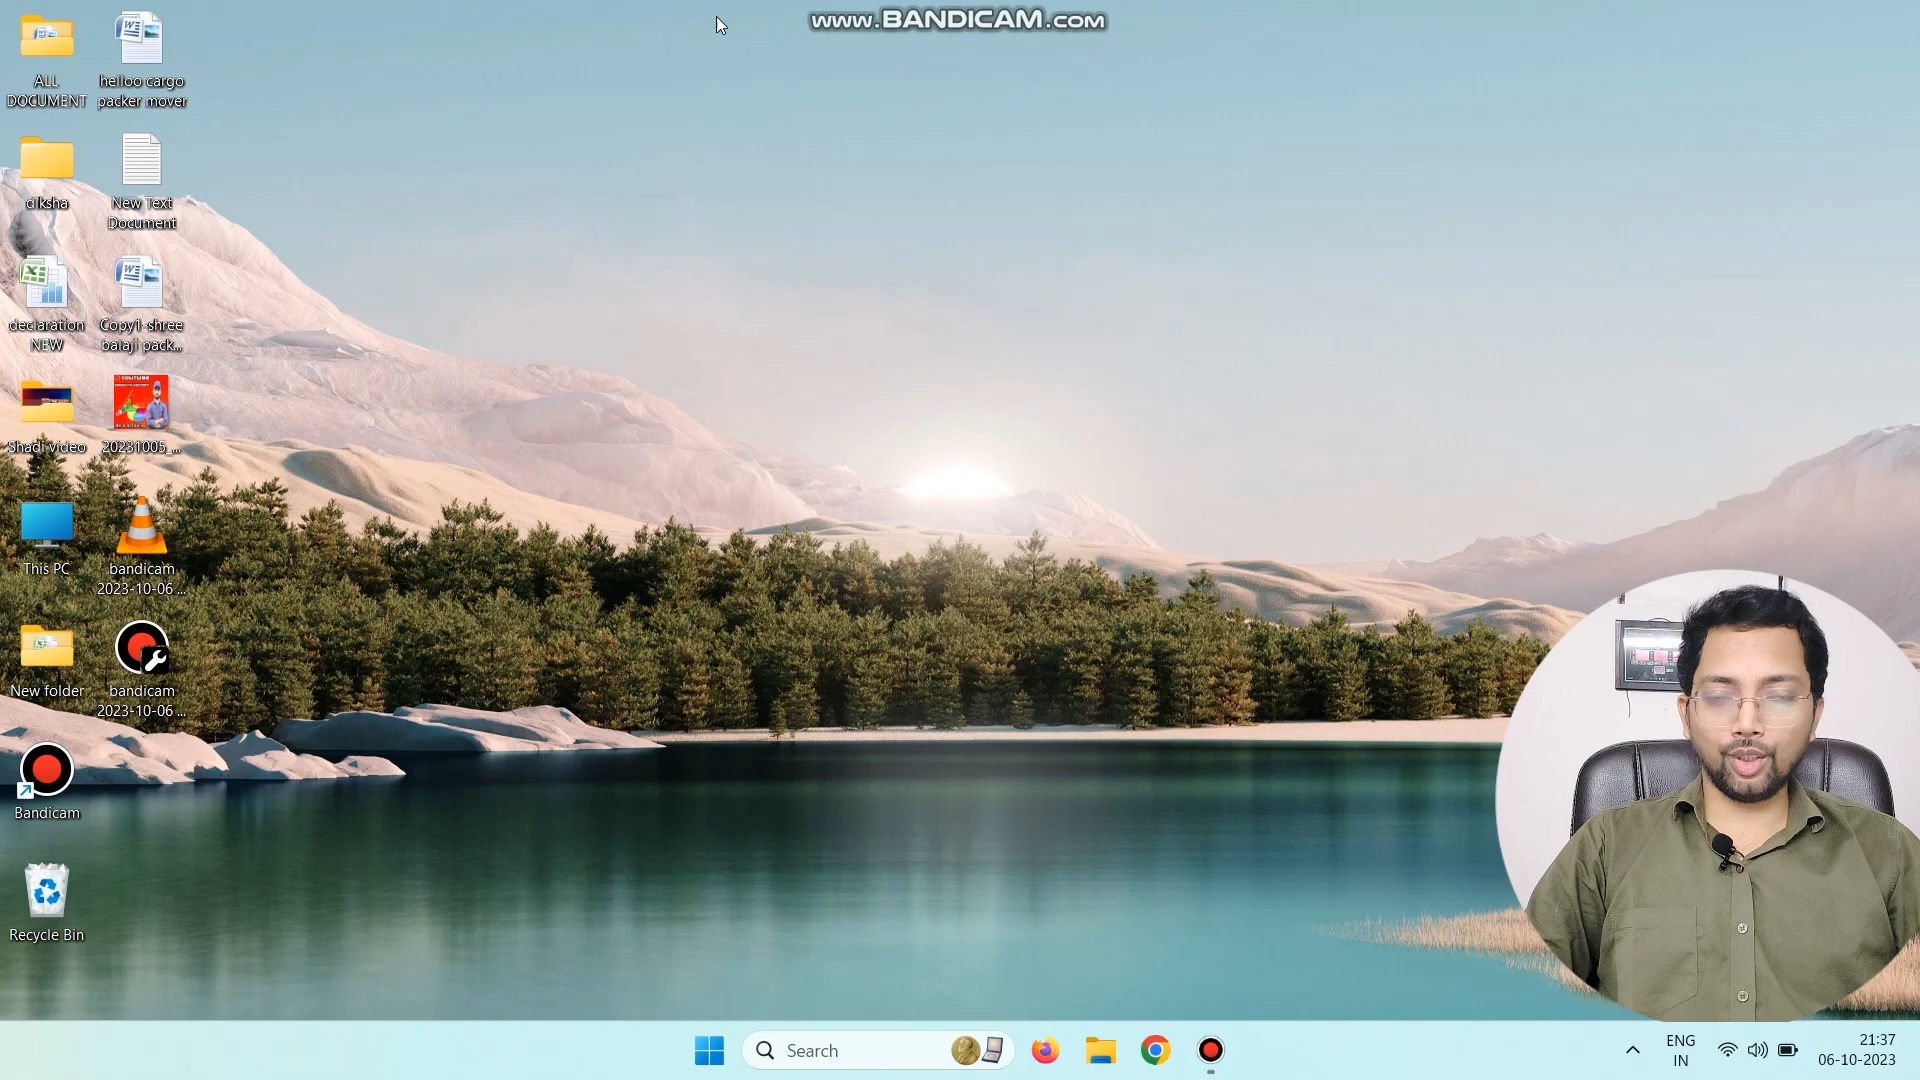 www.BANDICAM.com
ALL
DOCUMENT
helloo cargo
packer mover
diksha
New Text
Document
declaration
NEW
Copy1-shree
balaji pack...
YOUTUBE
Shadi video
20231005_...
This PC
bandicam
2023-10-06 ...
New folder
bandicam
2023-10-06 ...
Bandicam
Recycle Bin
Search
ENG
IN
21:37
06-10-2023